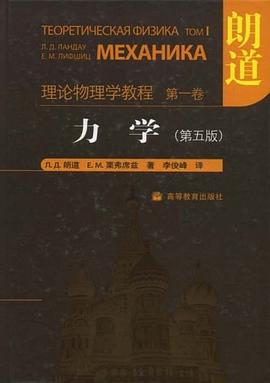 ТЕОРЕТИЧЕСКАЯ ФИЗИКА ТОМ I
Л. Д. ЛАНДАУ
Е. М. ЛИФШИЦ
МЕХАНИКА
朗道
理论物理学教程 第一卷
力学(第五版)
Л. Д. 朗道 Е. М. 栗弗席兹 著 李俊峰 译
高等教育出版社